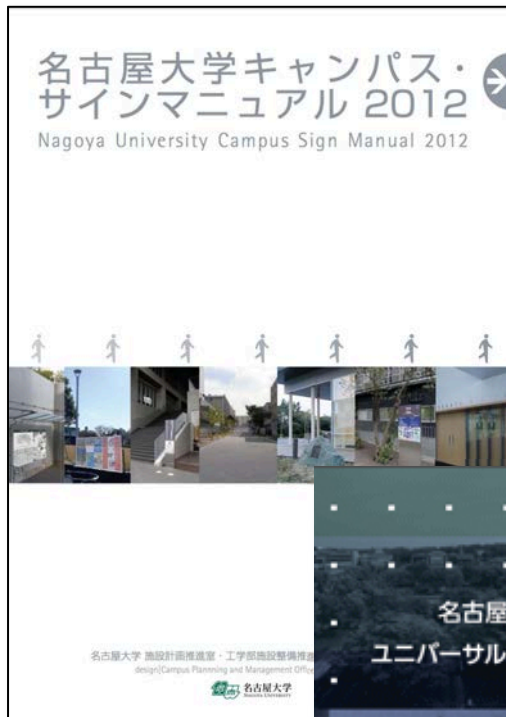 名古屋大学キャンパス・
サインマニュアル 2012
Nagoya University Campus Sign Manual 2012
名古屋大学 施設計画推進室・工学部施設整備推進
design|Campus Plannning and Management Office
名古屋大学
NAGOYA UNIVERSITY
名古屋
ユニバーサル